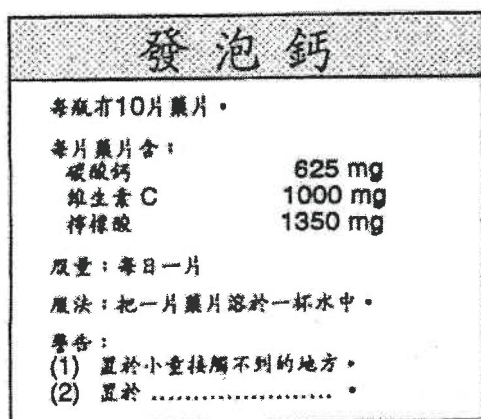 發泡鈣
每瓶有10片藥片。
每片藥片含：
碳酸鈣 625 mg
維生素 C 1000 mg
檸檬酸 1350 mg
服量：每日一片
服法：把一片藥片溶於一杯水中。
警告：
(1) 置於小童接觸不到的地方。
(2) 置於 ........................ 。